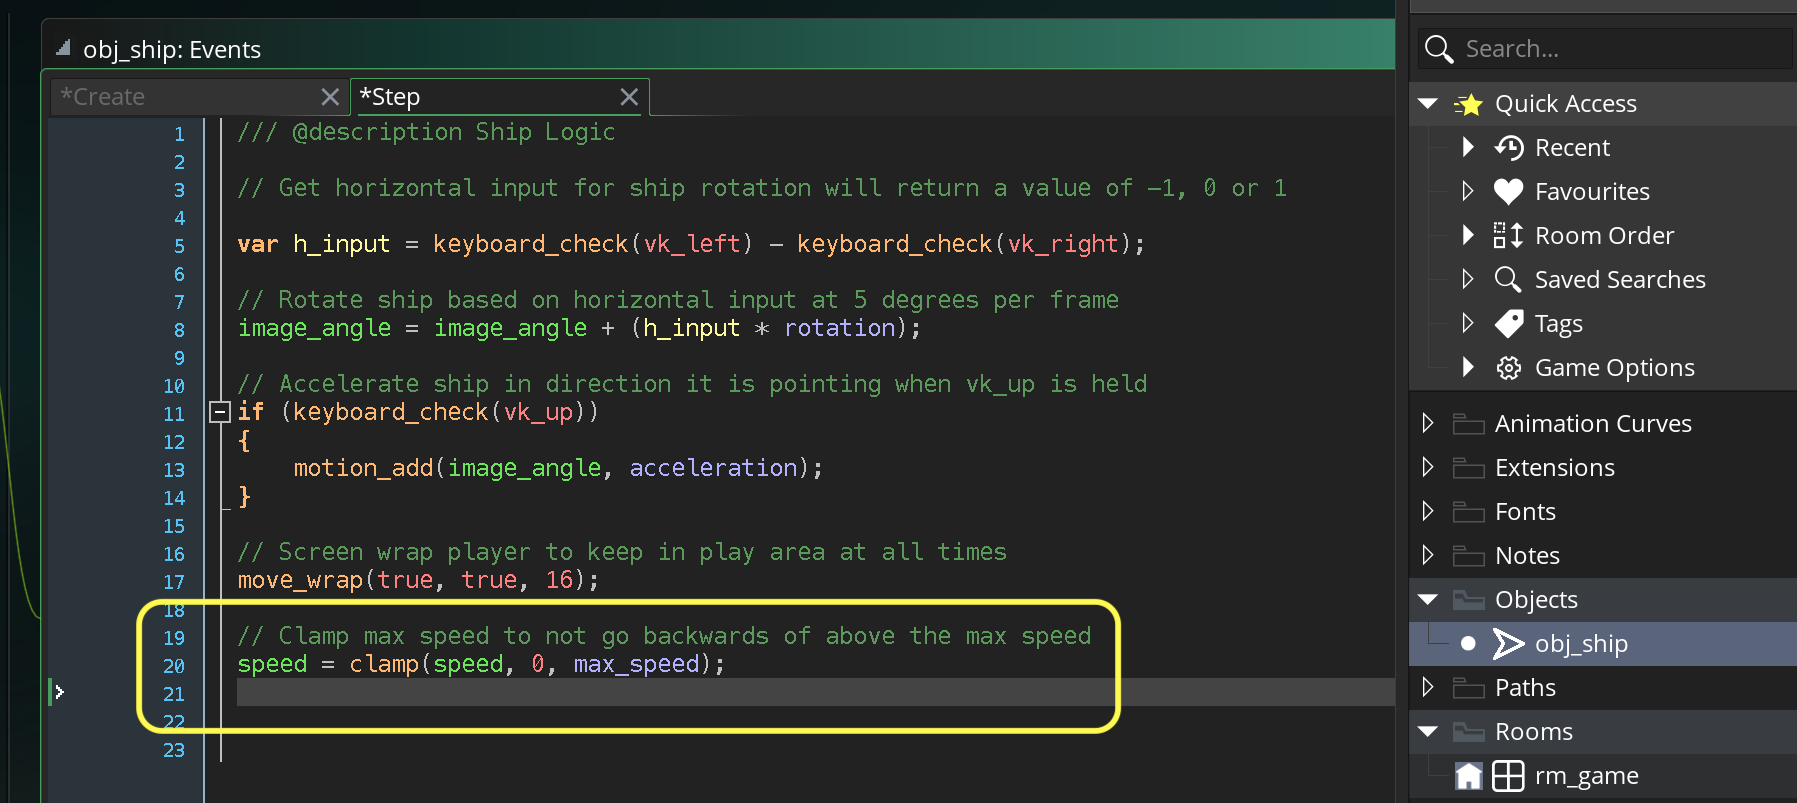 obj_ship: Events
*Create
*Step
1 /// @description Ship Logic
2
3 // Get horizontal input for ship rotation will return a value of –1, 0 or 1
4
5 var h_input = keyboard_check(vk_left) – keyboard_check(vk_right);
6
7 // Rotate ship based on horizontal input at 5 degrees per frame
8 image_angle = image_angle + (h_input * rotation);
9
10 // Accelerate ship in direction it is pointing when vk_up is held
11 if (keyboard_check(vk_up))
12 {
13 motion_add(image_angle, acceleration);
14 }
15
16 // Screen wrap player to keep in play area at all times
17 move_wrap(true, true, 16);
18
19 // Clamp max speed to not go backwards of above the max speed
20 speed = clamp(speed, 0, max_speed);
21
22
23
Search...
Quick Access
Recent
Favourites
Room Order
Saved Searches
Tags
Game Options
Animation Curves
Extensions
Fonts
Notes
Objects
obj_ship
Paths
Rooms
rm_game